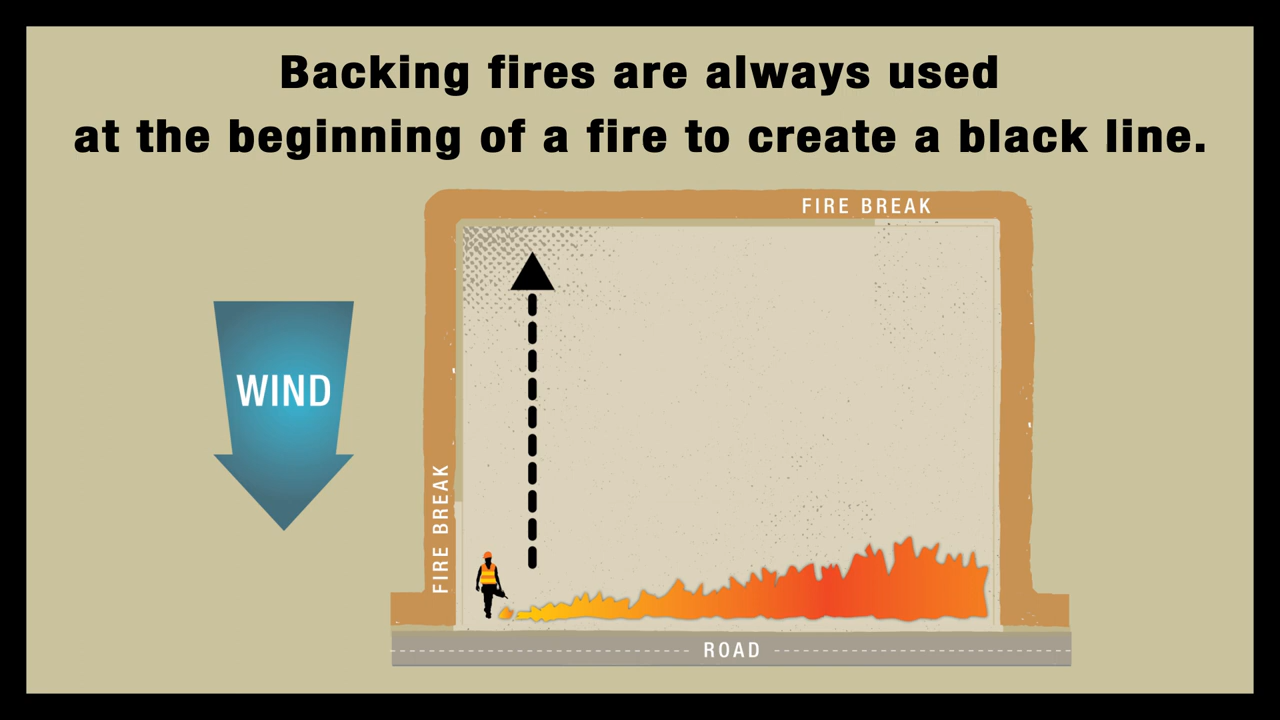 Backing fires are always used
at the beginning of a fire to create a black line.
FIRE BREAK
WIND
FIRE BREAK
ROAD